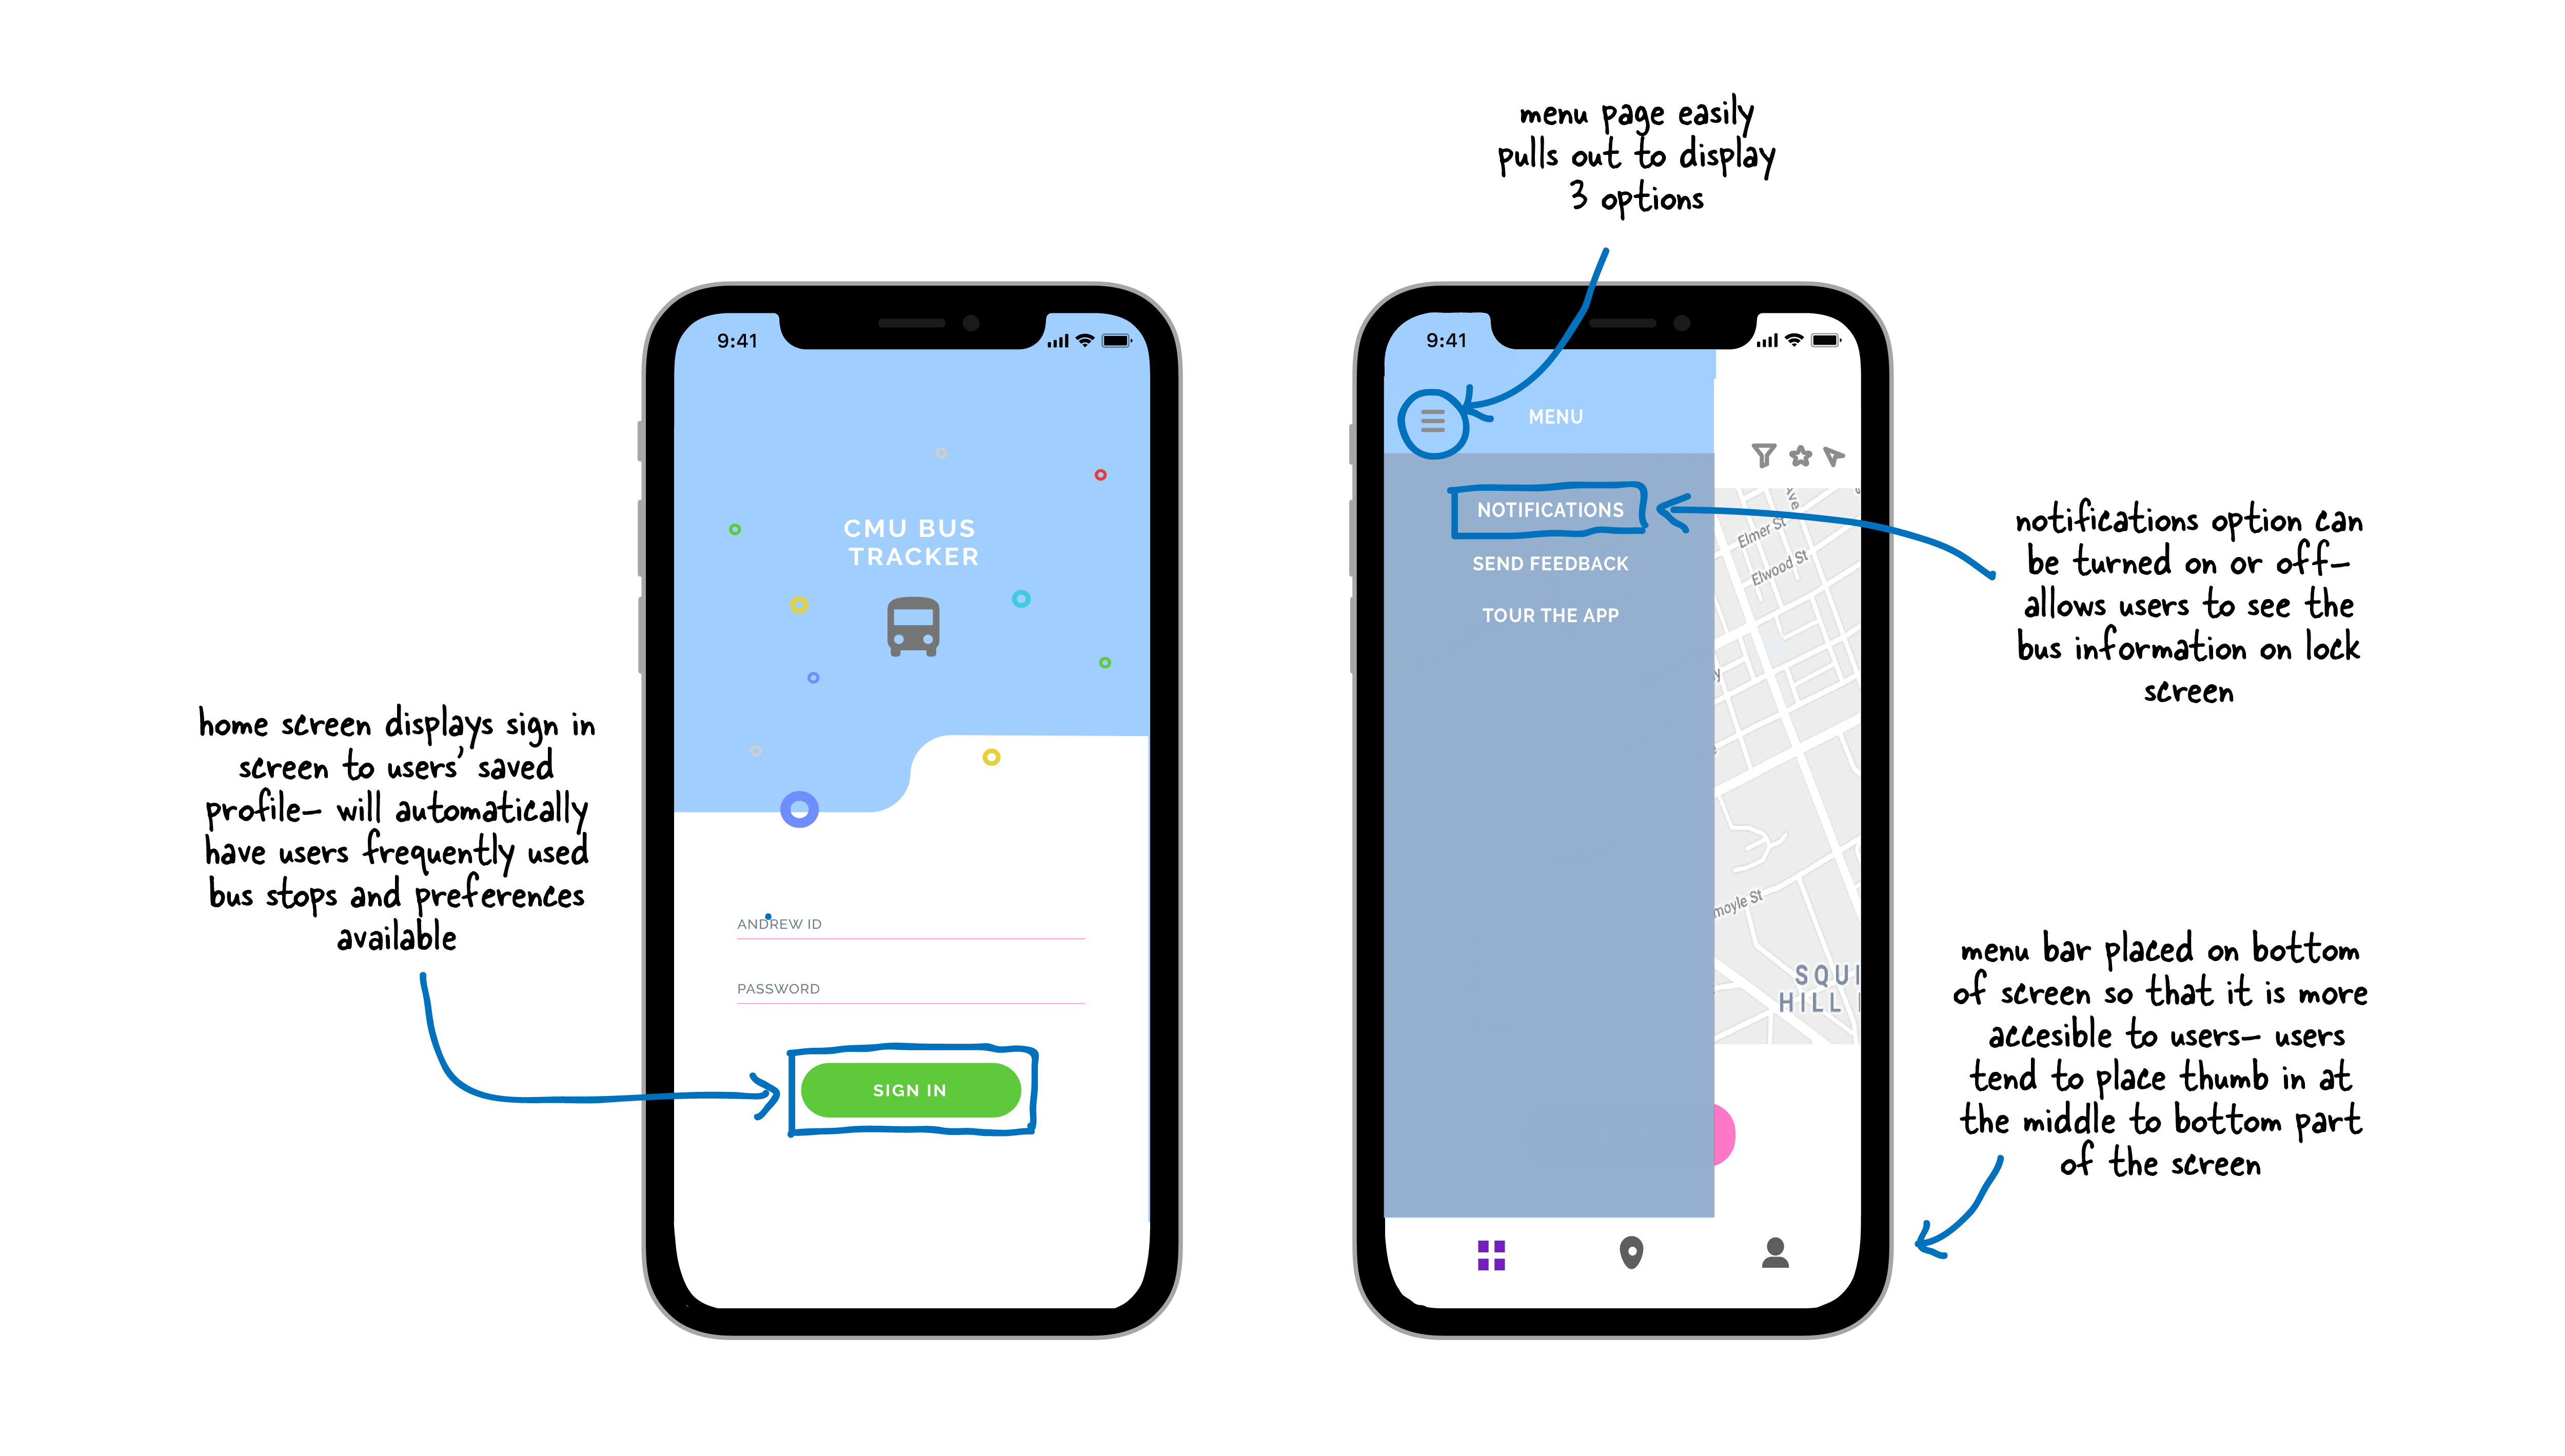 menu page easily
pulls out to display
3 options
9:41
9:41
MENU
CMU BUS
TRACKER
NOTIFICATIONS
SEND FEEDBACK
TOUR THE APP
Elmer St
Elwood St
Ave
moyle St
SQUI
HILL
notifications option can
be turned on or off–
allows users to see the
bus information on lock
screen
home screen displays sign in
screen to users' saved
profile– will automatically
have users frequently used
bus stops and preferences
available
ANDREW ID
PASSWORD
SIGN IN
menu bar placed on bottom
of screen so that it is more
accesible to users– users
tend to place thumb in at
the middle to bottom part
of the screen